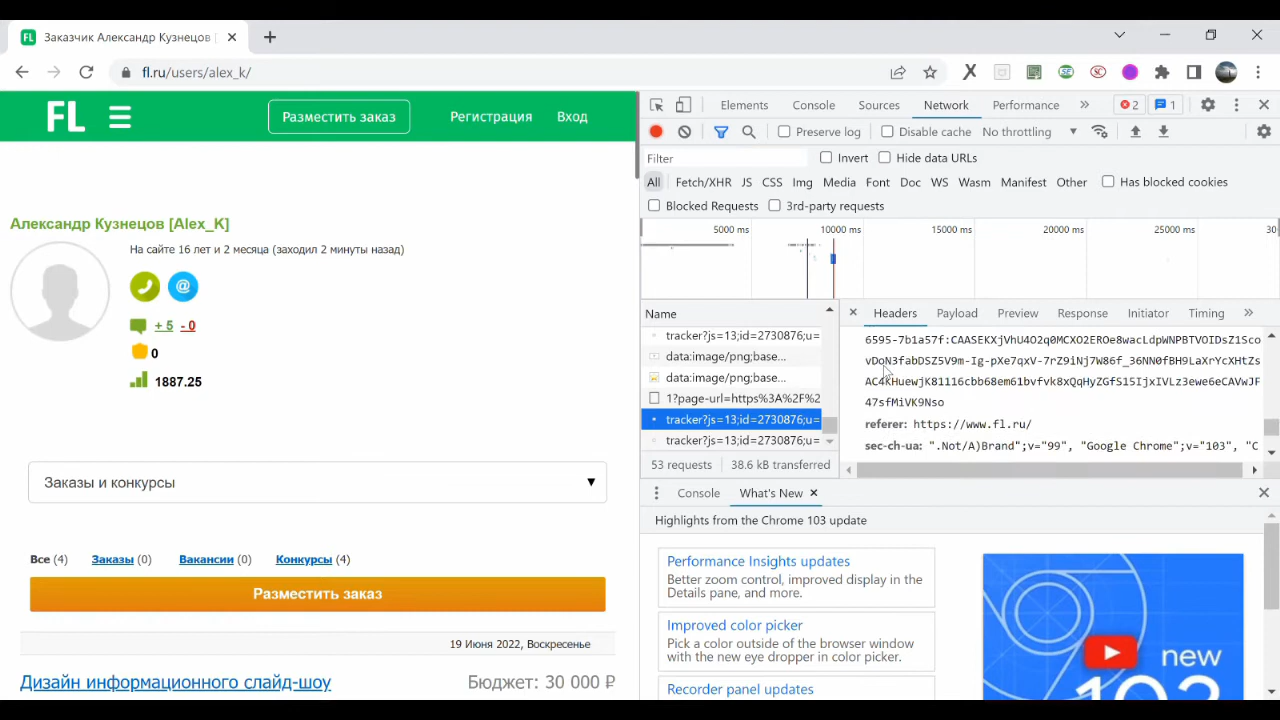 Заказчик Александр Кузнецов [
fl.ru/users/alex_k/
FL
Разместить заказ
Регистрация
Вход
Александр Кузнецов [Alex_K]
На сайте 16 лет и 2 месяца (заходил 2 минуты назад)
+ 5 - 0
0
1887.25
Заказы и конкурсы
Все (4) Заказы (0) Вакансии (0) Конкурсы (4)
Разместить заказ
19 Июня 2022, Воскресенье
Дизайн информационного слайд-шоу
Бюджет: 30 000 ₽
Elements Console Sources Network Performance » 2 1
Preserve log Disable cache No throttling
Filter Invert Hide data URLs
All Fetch/XHR JS CSS Img Media Font Doc WS Wasm Manifest Other Has blocked cookies
Blocked Requests 3rd-party requests
5000 ms 10000 ms 15000 ms 20000 ms 25000 ms 30
Name
tracker?js=13;id=2730876;u=
data:image/png;base...
data:image/png;base...
1?page-url=https%3A%2F%2
tracker?js=13;id=2730876;u=
tracker?js=13;id=2730876;u=
53 requests 38.6 kB transferred
Headers Payload Preview Response Initiator Timing »
6595-7b1a57f:CAASEKXjVhU4O2q0MCXO2EROe8wacLdpWNPBTVOIDsZ1Sco
vDqN3fabDSZ5V9m-Ig-pXe7qxV-7rZ9iNj7W86f_36NN0fBH9LaXrYcXHtZs
AC4kHuewjK81116cbb68em61bvfvk8xQqHyZGfS15IjxIVLz3ewe6eCAVwJF
47sfMiVK9Nso
referer: https://www.fl.ru/
sec-ch-ua: ".Not/A)Brand";v="99", "Google Chrome";v="103", "C
Console What's New
Highlights from the Chrome 103 update
Performance Insights updates
Better zoom control, improved display in the
Details pane, and more.
Improved color picker
Pick a color outside of the browser window
with the new eye dropper in color picker.
Recorder panel updates
new
103